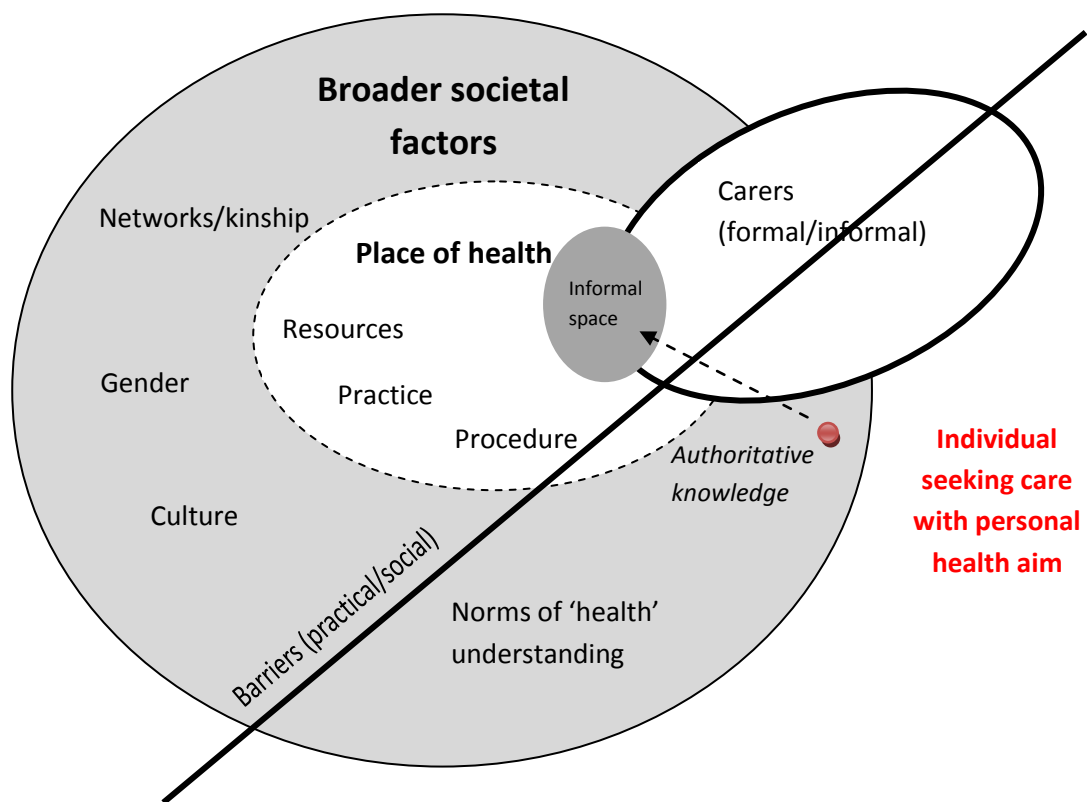 Broader societal
factors
Networks/kinship
Carers
(formal/informal)
Place of health
Informal
space
Resources
Gender
Practice
Procedure
Authoritative
knowledge
Individual
seeking care
with personal
health aim
Culture
Barriers (practical/social)
Norms of ‘health’
understanding